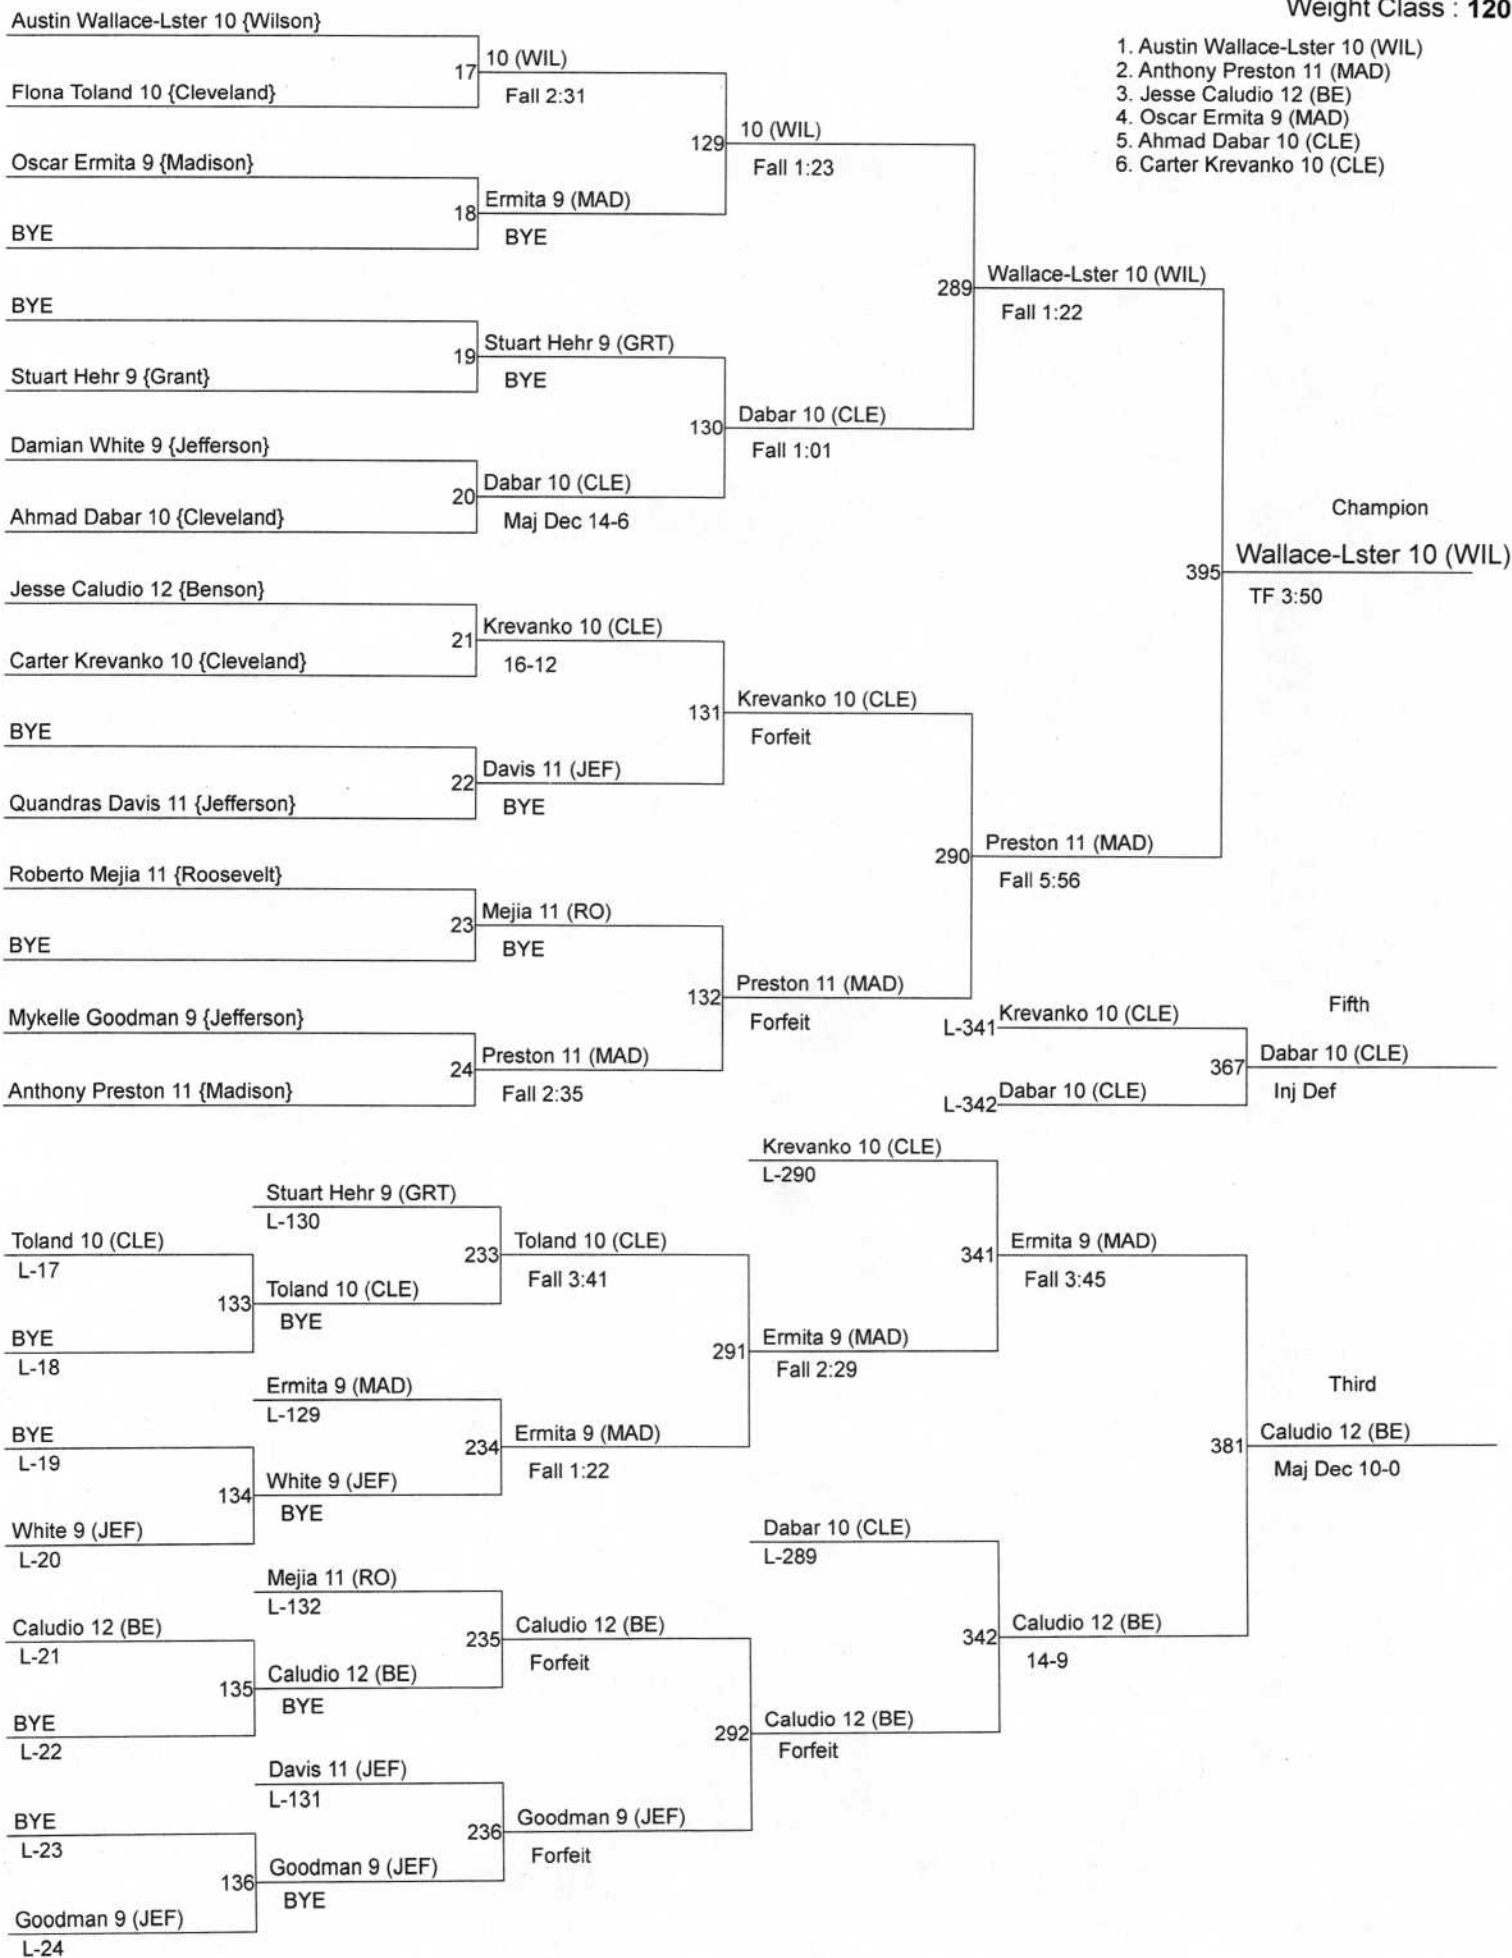 Weight Class : 120
1. Austin Wallace-Lster 10 (WIL)
2. Anthony Preston 11 (MAD)
3. Jesse Caludio 12 (BE)
4. Oscar Ermita 9 (MAD)
5. Ahmad Dabar 10 (CLE)
6. Carter Krevanko 10 (CLE)
Austin Wallace-Lster 10 {Wilson}
17 10 (WIL)
Flona Toland 10 {Cleveland}
Fall 2:31
129 10 (WIL)
Fall 1:23
Oscar Ermita 9 {Madison}
18 Ermita 9 (MAD)
BYE
BYE
289 Wallace-Lster 10 (WIL)
Fall 1:22
BYE
19 Stuart Hehr 9 (GRT)
Stuart Hehr 9 {Grant}
BYE
130 Dabar 10 (CLE)
Fall 1:01
Damian White 9 {Jefferson}
20 Dabar 10 (CLE)
Ahmad Dabar 10 {Cleveland}
Maj Dec 14-6
Champion
395 Wallace-Lster 10 (WIL)
TF 3:50
Jesse Caludio 12 {Benson}
21 Krevanko 10 (CLE)
Carter Krevanko 10 {Cleveland}
16-12
131 Krevanko 10 (CLE)
Forfeit
BYE
22 Davis 11 (JEF)
Quandras Davis 11 {Jefferson}
BYE
290 Preston 11 (MAD)
Fall 5:56
Roberto Mejia 11 {Roosevelt}
23 Mejia 11 (RO)
BYE
BYE
132 Preston 11 (MAD)
Forfeit
Mykelle Goodman 9 {Jefferson}
24 Preston 11 (MAD)
Anthony Preston 11 {Madison}
Fall 2:35
Fifth
L-341 Krevanko 10 (CLE)
367 Dabar 10 (CLE)
Inj Def
L-342 Dabar 10 (CLE)
Krevanko 10 (CLE)
L-290
Stuart Hehr 9 (GRT)
L-130
Toland 10 (CLE)
L-17
233 Toland 10 (CLE)
Fall 3:41
341 Ermita 9 (MAD)
Fall 3:45
133 Toland 10 (CLE)
BYE
BYE
L-18
291 Ermita 9 (MAD)
Fall 2:29
Ermita 9 (MAD)
L-129
Third
BYE
L-19
234 Ermita 9 (MAD)
Fall 1:22
381 Caludio 12 (BE)
Maj Dec 10-0
134 White 9 (JEF)
BYE
White 9 (JEF)
L-20
Dabar 10 (CLE)
L-289
Mejia 11 (RO)
L-132
Caludio 12 (BE)
L-21
235 Caludio 12 (BE)
Forfeit
342 Caludio 12 (BE)
14-9
135 Caludio 12 (BE)
BYE
BYE
L-22
292 Caludio 12 (BE)
Forfeit
Davis 11 (JEF)
L-131
BYE
L-23
236 Goodman 9 (JEF)
Forfeit
136 Goodman 9 (JEF)
BYE
Goodman 9 (JEF)
L-24